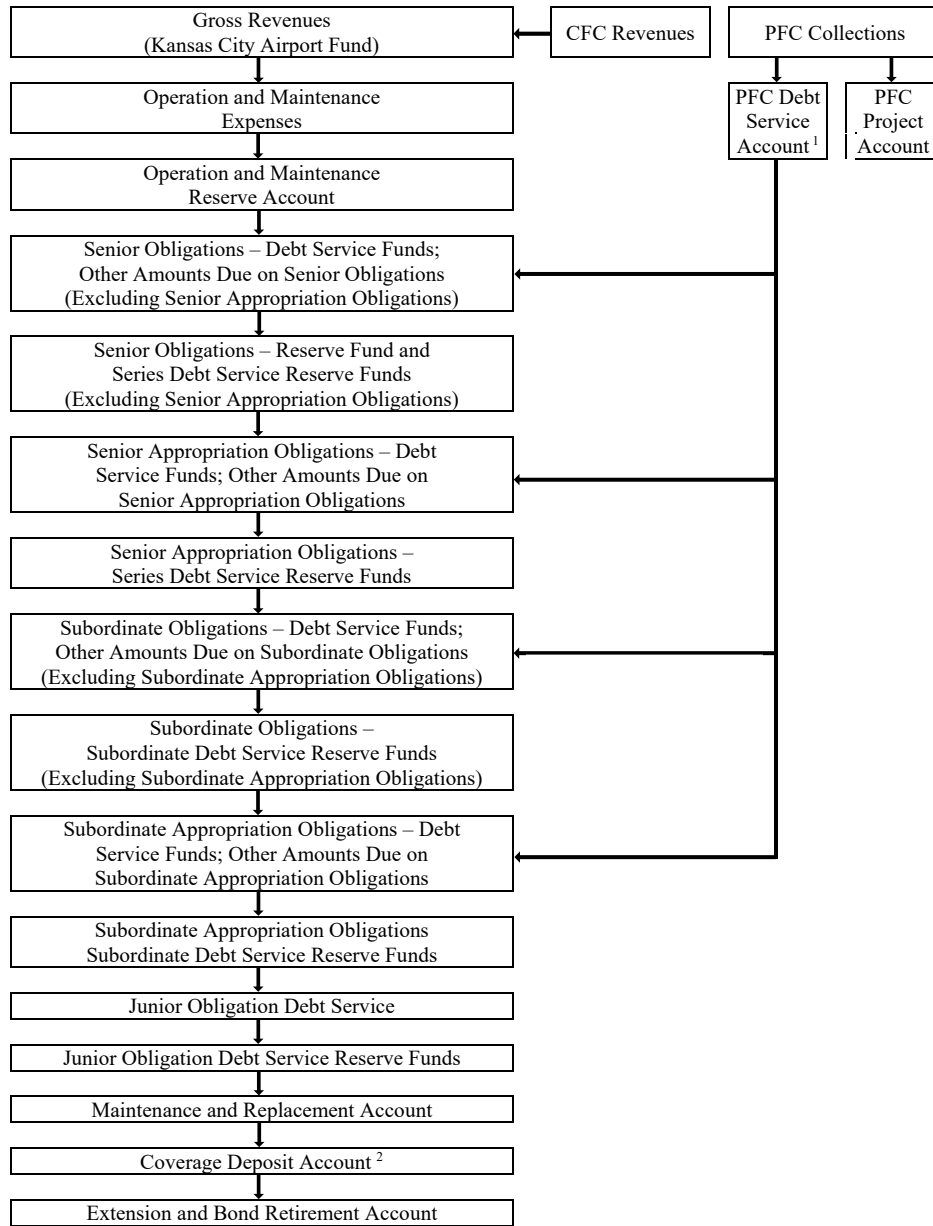 Gross Revenues
(Kansas City Airport Fund)
CFC Revenues
PFC Collections
Operation and Maintenance
Expenses
PFC Debt
Service
Account 1
PFC
Project
Account
Operation and Maintenance
Reserve Account
Senior Obligations – Debt Service Funds;
Other Amounts Due on Senior Obligations
(Excluding Senior Appropriation Obligations)
Senior Obligations – Reserve Fund and
Series Debt Service Reserve Funds
(Excluding Senior Appropriation Obligations)
Senior Appropriation Obligations – Debt
Service Funds; Other Amounts Due on
Senior Appropriation Obligations
Senior Appropriation Obligations –
Series Debt Service Reserve Funds
Subordinate Obligations – Debt Service Funds;
Other Amounts Due on Subordinate Obligations
(Excluding Subordinate Appropriation Obligations)
Subordinate Obligations –
Subordinate Debt Service Reserve Funds
(Excluding Subordinate Appropriation Obligations)
Subordinate Appropriation Obligations – Debt
Service Funds; Other Amounts Due on
Subordinate Appropriation Obligations
Subordinate Appropriation Obligations
Subordinate Debt Service Reserve Funds
Junior Obligation Debt Service
Junior Obligation Debt Service Reserve Funds
Maintenance and Replacement Account
Coverage Deposit Account 2
Extension and Bond Retirement Account